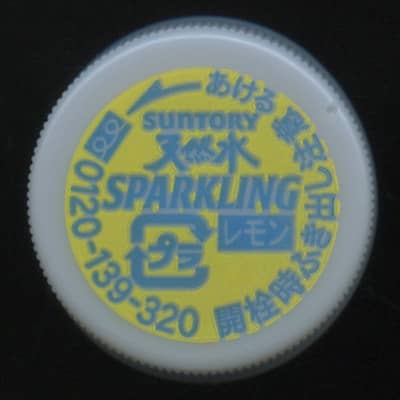 あける
SUNTORY
天然水
SPARKLING
レモン
プラ
0120-139-320
開栓時ふき出し注意